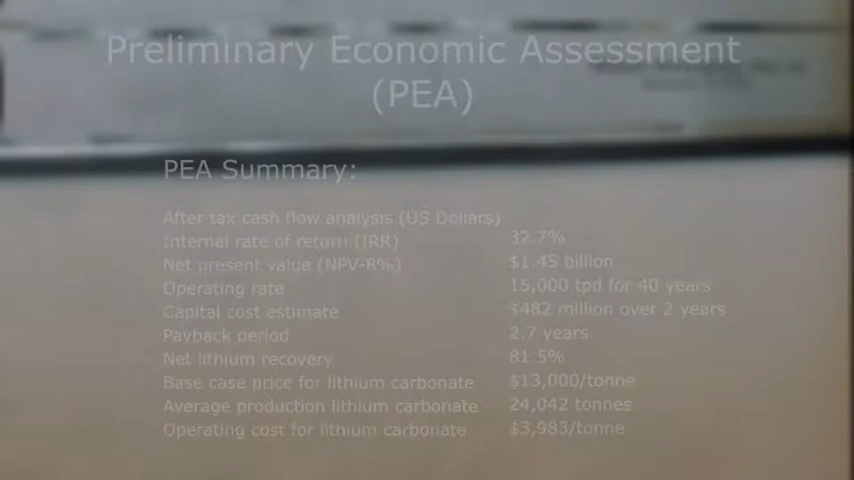 Preliminary Economic Assessment
(PEA)
PEA Summary:
After tax cash flow analysis (US Dollars)
Internal rate of return (IRR) 32.7%
Net present value (NPV-8%) $1.45 billion
Operating rate 15,000 tpd for 40 years
Capital cost estimate $482 million over 2 years
Payback period 2.7 years
Net lithium recovery 81.5%
Base case price for lithium carbonate $13,000/tonne
Average production lithium carbonate 24,042 tonnes
Operating cost for lithium carbonate $3,983/tonne